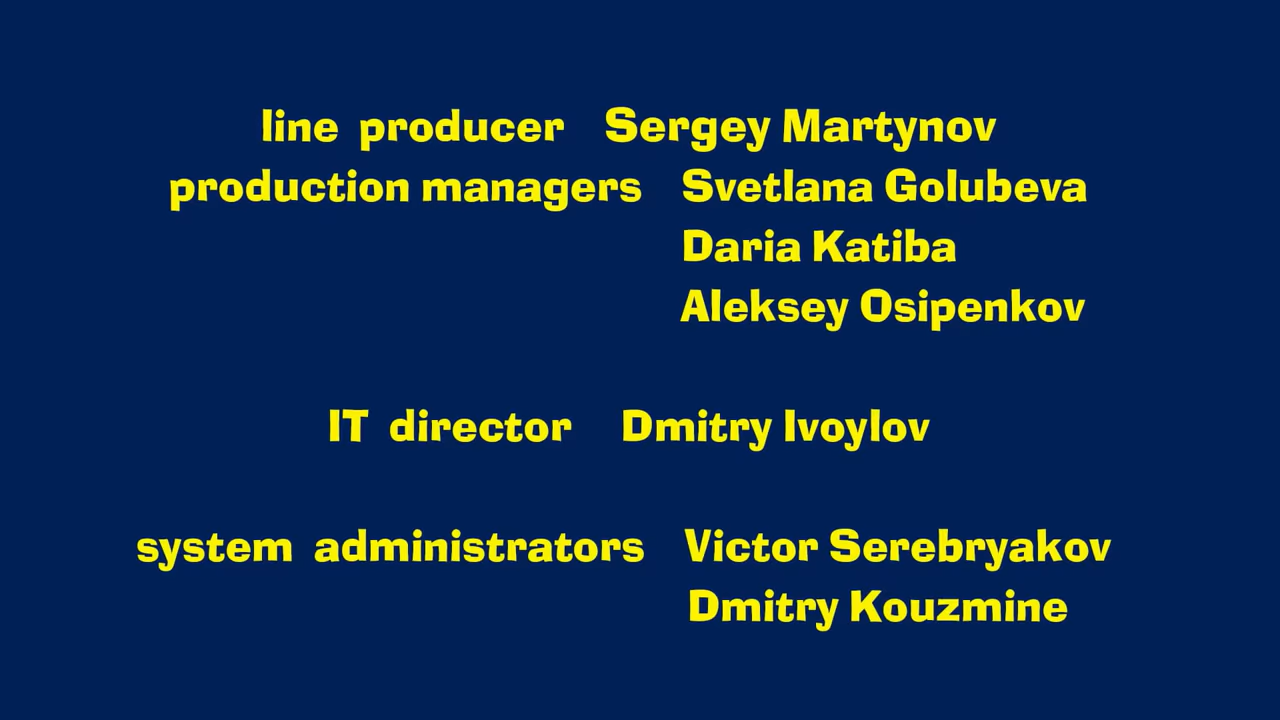 line producer Sergey Martynov
production managers Svetlana Golubeva
Daria Katiba
Aleksey Osipenkov
IT director Dmitry Ivoylov
system administrators Victor Serebryakov
Dmitry Kouzmine